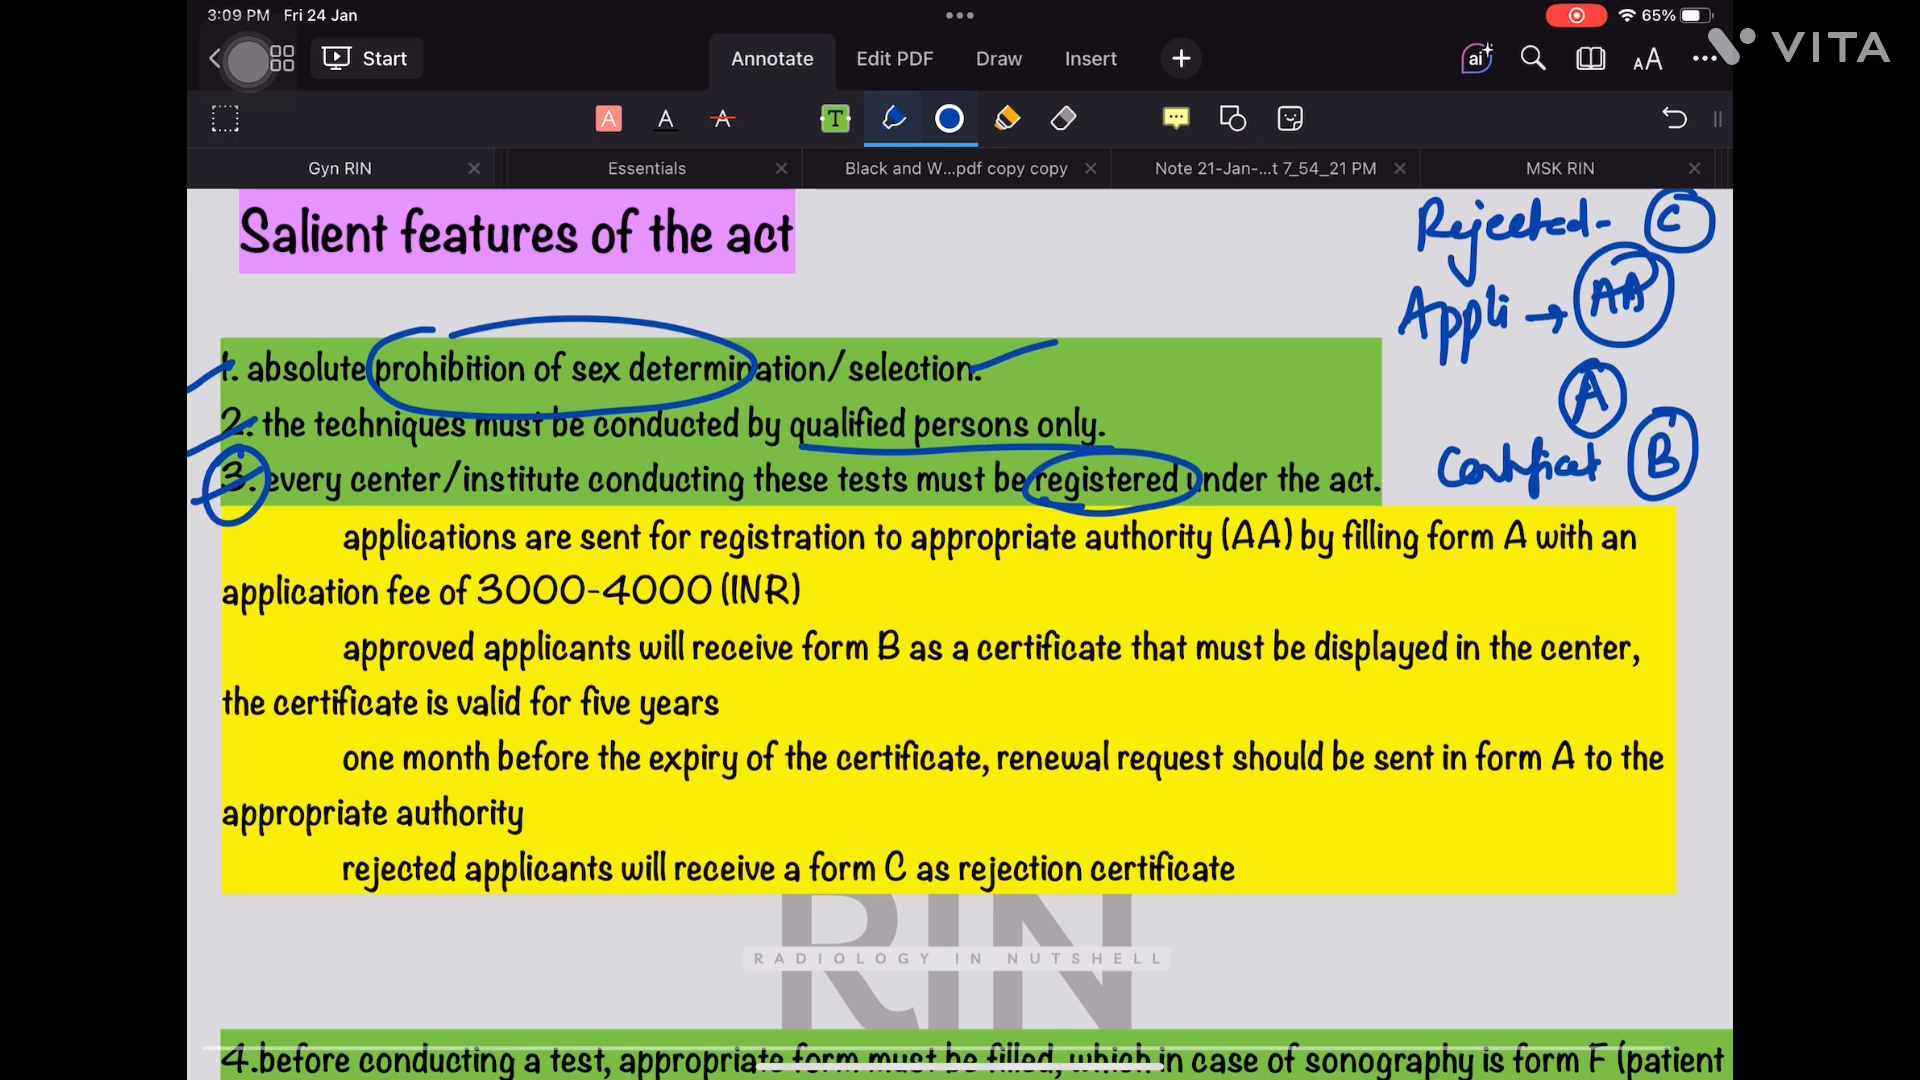 3:09 PM Fri 24 Jan
65%
Start
Annotate
Edit PDF
Draw
Insert
ai
AA
VITA
A A A T
Gyn RIN
Essentials
Black and W...pdf copy copy
Note 21-Jan-...t 7_54_21 PM
MSK RIN
Salient features of the act
Rejected- C
Appli → AA
A
Certificat B
1. absolute prohibition of sex determination/selection.
2. the techniques must be conducted by qualified persons only.
3. every center/institute conducting these tests must be registered under the act.
applications are sent for registration to appropriate authority (AA) by filling form A with an
application fee of 3000-4000 (INR)
approved applicants will receive form B as a certificate that must be displayed in the center,
the certificate is valid for five years
one month before the expiry of the certificate, renewal request should be sent in form A to the
appropriate authority
rejected applicants will receive a form C as rejection certificate
RIN
RADIOLOGY IN NUTSHELL
4.before conducting a test, appropriate form must be filled, which in case of sonography is form F (patient